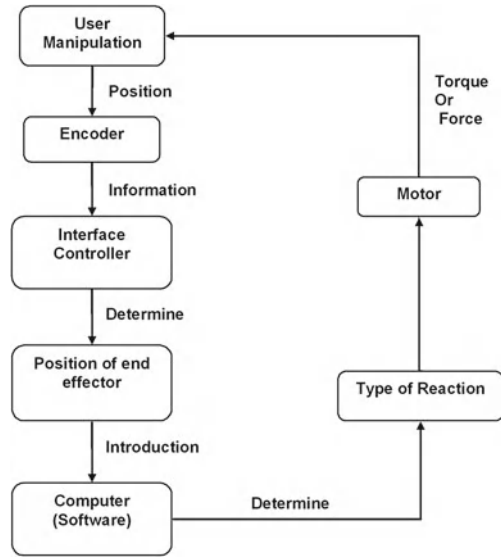 User
Manipulation
Position
Encoder
Information
Interface
Controller
Determine
Position of end
effector
Introduction
Computer
(Software)
Determine
Type of Reaction
Motor
Torque
Or
Force